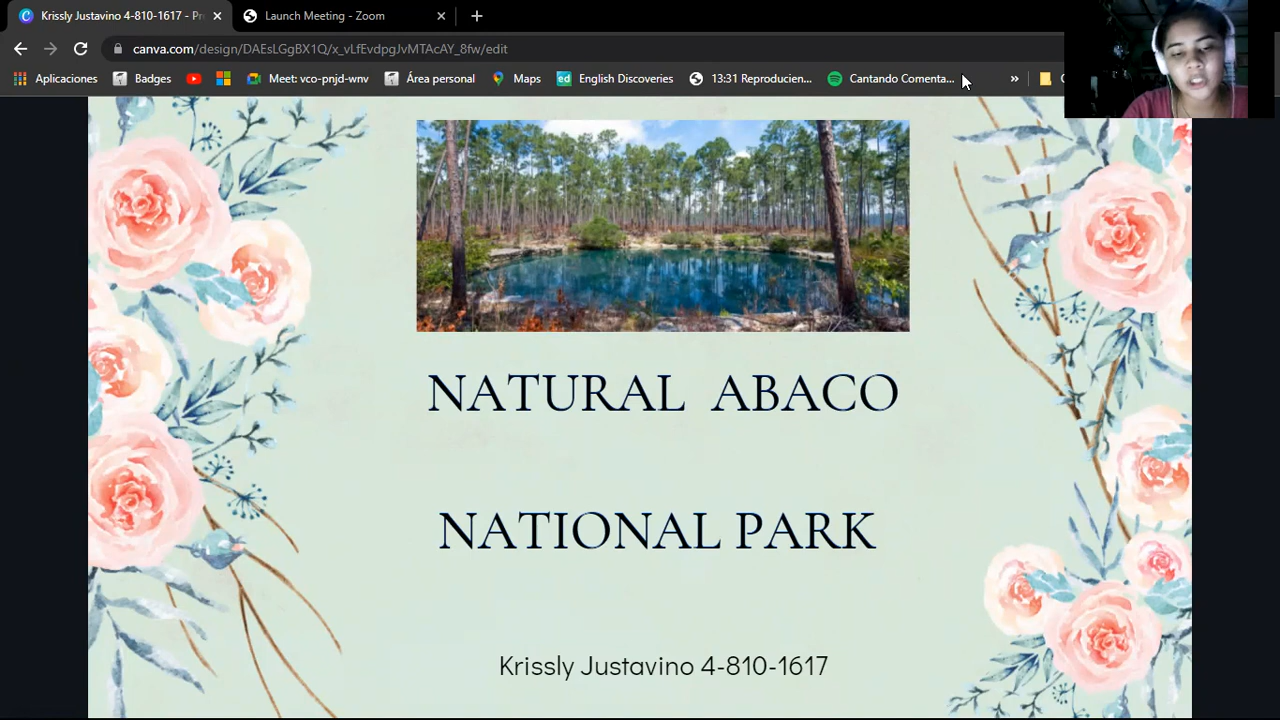 Krissly Justavino 4-810-1617 - Pr
Launch Meeting - Zoom
canva.com/design/DAEsLGgBX1Q/x_vLfEvdpgJvMTAcAY_8fw/edit
Aplicaciones
Badges
Meet: vco-pnjd-wnv
Área personal
Maps
ed English Discoveries
13:31 Reproducien...
Cantando Comenta...
»
NATURAL ABACO
NATIONAL PARK
Krissly Justavino 4-810-1617